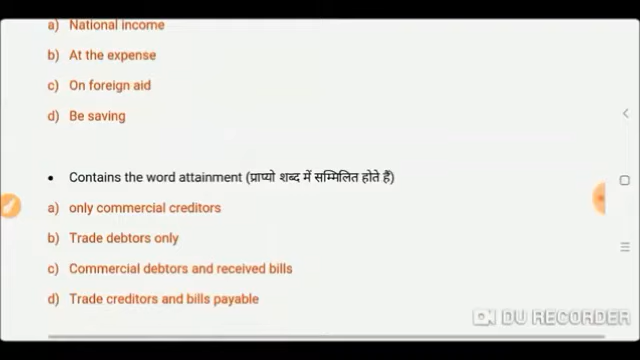 a) National income
b) At the expense
c) On foreign aid
d) Be saving
• Contains the word attainment (प्राप्यो शब्द में सम्मिलित होते हैं)
a) only commercial creditors
b) Trade debtors only
c) Commercial debtors and received bills
d) Trade creditors and bills payable
DU RECORDER